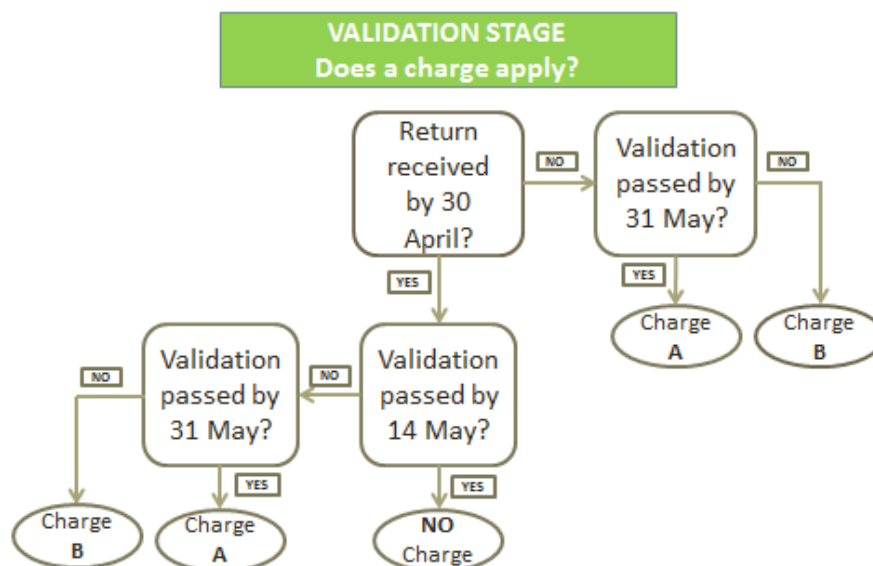 VALIDATION STAGE
Does a charge apply?
Return
received
by 30
April?
NO
Validation
passed by
31 May?
NO
YES
YES
Charge
A
Charge
B
Validation
passed by
31 May?
NO
NO
Validation
passed by
14 May?
YES
YES
Charge
B
Charge
A
NO
Charge